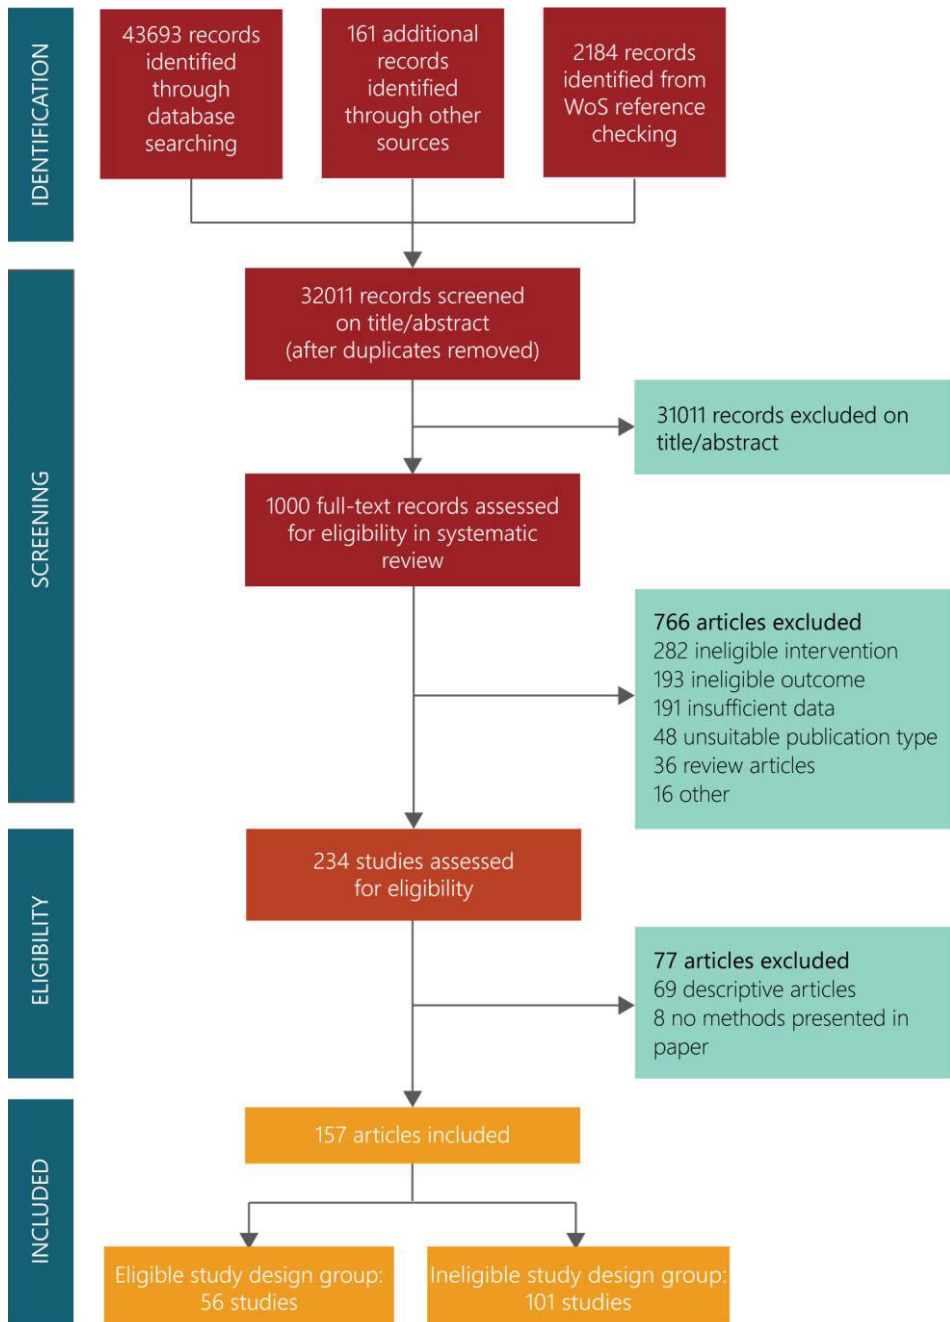 IDENTIFICATION
43693 records
identified
through
database
searching
161 additional
records
identified
through other
sources
2184 records
identified from
WoS reference
checking
SCREENING
32011 records screened
on title/abstract
(after duplicates removed)
31011 records excluded on
title/abstract
1000 full-text records assessed
for eligibility in systematic
review
766 articles excluded
282 ineligible intervention
193 ineligible outcome
191 insufficient data
48 unsuitable publication type
36 review articles
16 other
ELIGIBILITY
234 studies assessed
for eligibility
77 articles excluded
69 descriptive articles
8 no methods presented in
paper
INCLUDED
157 articles included
Eligible study design group:
56 studies
Ineligible study design group:
101 studies